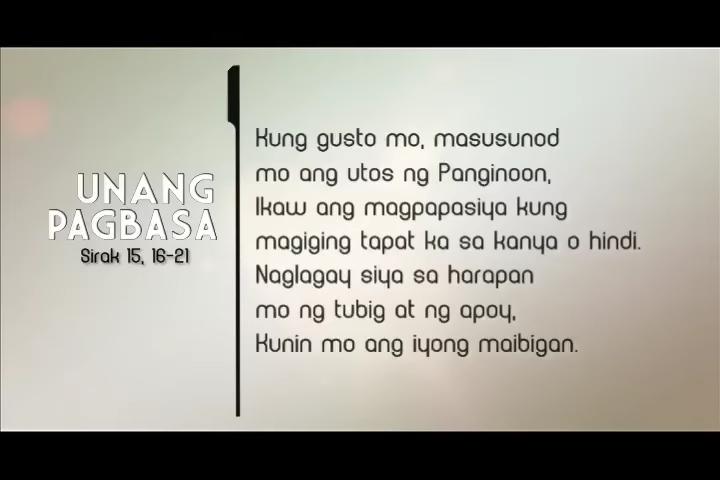 UNANG
PAGBASA
Sirak 15, 16-21
Kung gusto mo, masusunod
mo ang utos ng Panginoon,
Ikaw ang magpapasiya kung
magiging tapat ka sa kanya o hindi.
Naglagay siya sa harapan
mo ng tubig at ng apoy,
Kunin mo ang iyong maibigan.